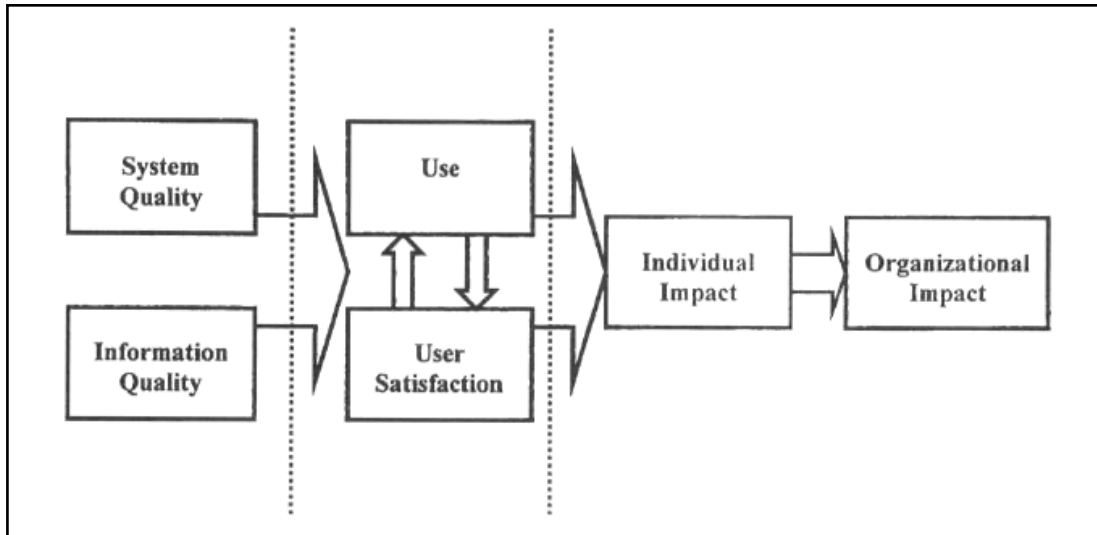 System
Quality
Use
Individual
Impact
Organizational
Impact
Information
Quality
User
Satisfaction